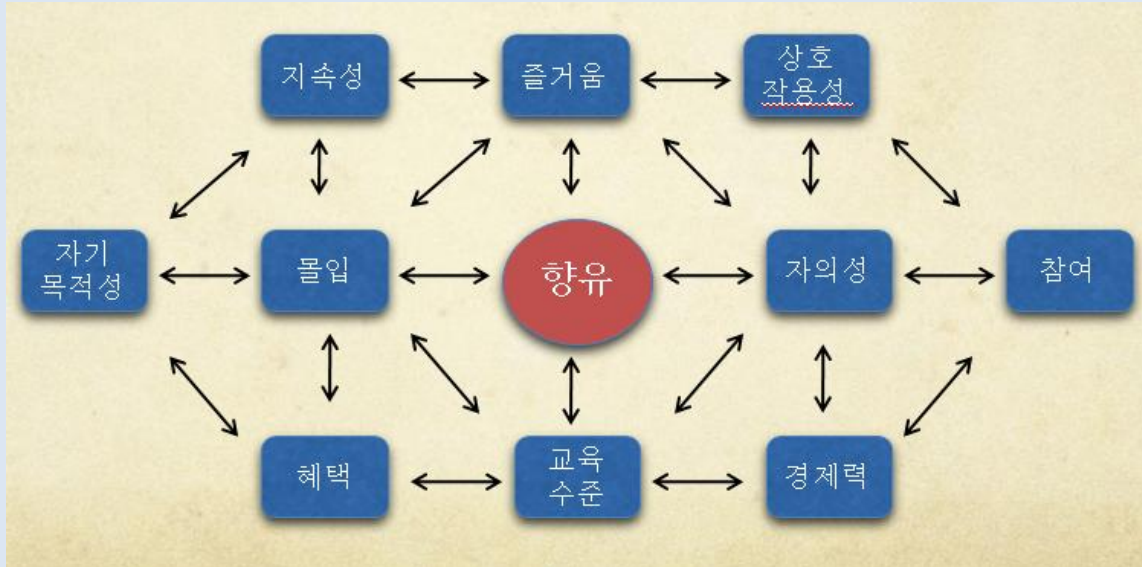 지속성
즐거움
상호
작용성
자기
목적성
몰입
향유
자의성
참여
혜택
교육
수준
경제력